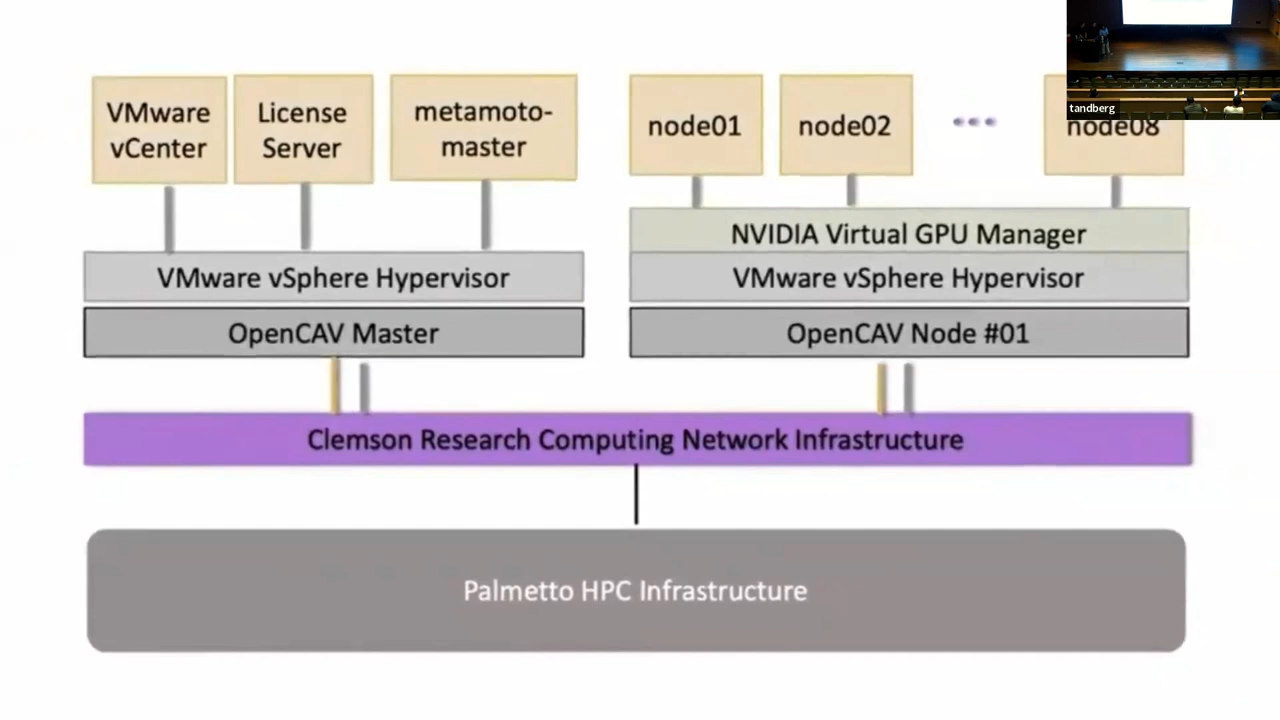 VMware
vCenter
License
Server
metamoto-
master
node01
node02
node08
tandberg
NVIDIA Virtual GPU Manager
VMware vSphere Hypervisor
VMware vSphere Hypervisor
OpenCAV Master
OpenCAV Node #01
Clemson Research Computing Network Infrastructure
Palmetto HPC Infrastructure